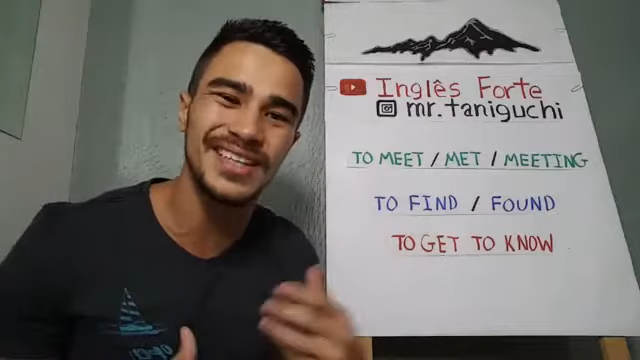 Inglês Forte
mr.taniguchi
TO MEET / MET / MEETING
TO FIND / FOUND
TO GET TO KNOW